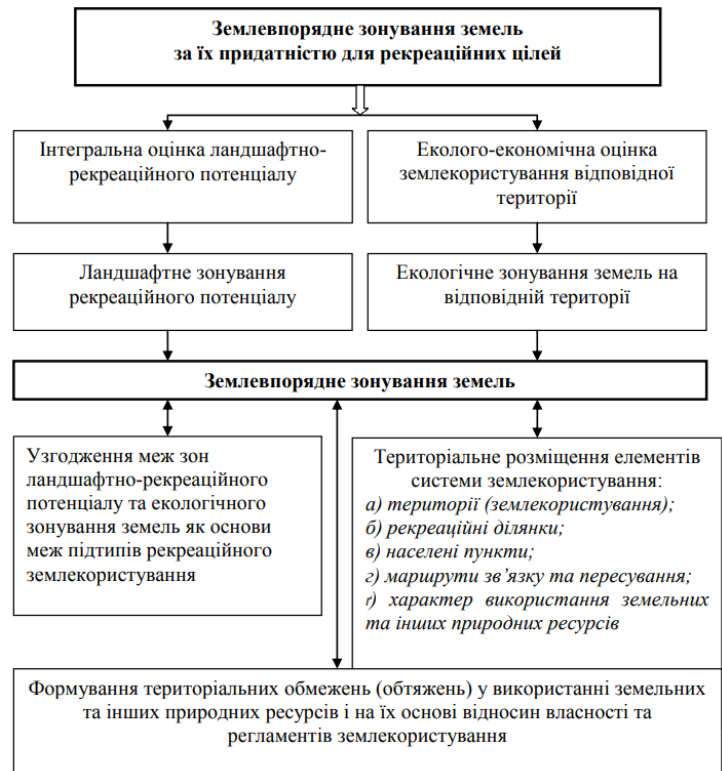 Землевпорядне зонування земель
за їх придатністю для рекреаційних цілей
Інтегральна оцінка ландшафтно-
рекреаційного потенціалу
Еколого-економічна оцінка
землекористування відповідної
території
Ландшафтне зонування
рекреаційного потенціалу
Екологічне зонування земель на
відповідній території
Землевпорядне зонування земель
Узгодження меж зон
ландшафтно-рекреаційного
потенціалу та екологічного
зонування земель як основи
меж підтипів рекреаційного
землекористування
Територіальне розміщення елементів
системи землекористування:
а) території (землекористування);
б) рекреаційні ділянки;
в) населені пункти;
г) маршрути зв’язку та пересування;
ґ) характер використання земельних
та інших природних ресурсів
Формування територіальних обмежень (обтяжень) у використанні земельних
та інших природних ресурсів і на їх основі відносин власності та
регламентів землекористування